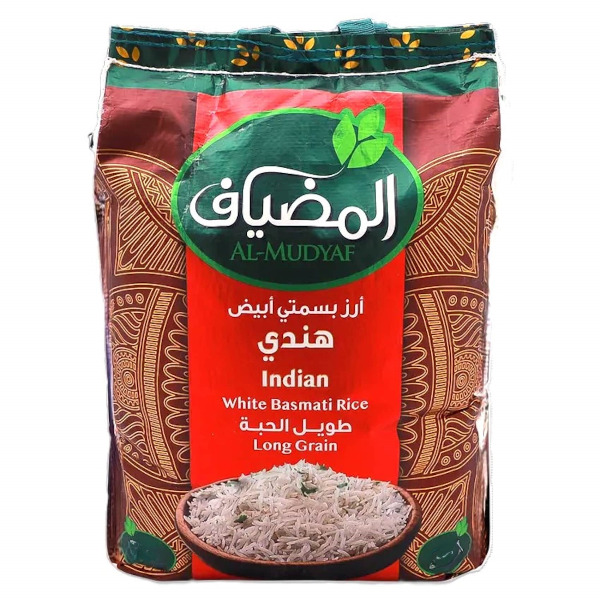 المضياف
AL-MUDYAF
أرز بسمتي أبيض
هندي
Indian
White Basmati Rice
طويل الحبة
Long Grain